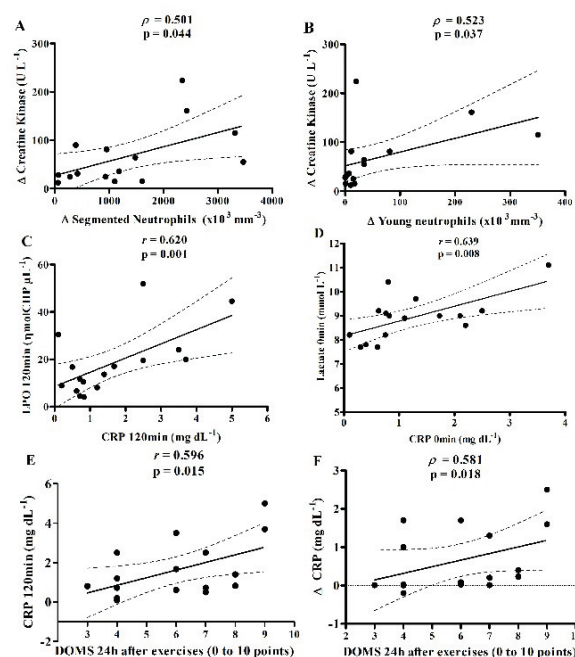 ρ = 0.501
p = 0.044
A
Δ Creatine Kinase (U L⁻¹)
300
200
100
0
0 1000 2000 3000 4000
Δ Segmented Neutrophils (x10³ mm⁻³)
ρ = 0.523
p = 0.037
B
Δ Creatine Kinase (U L⁻¹)
300
200
100
0
0 100 200 300 400
Δ Young neutrophils (x10³ mm⁻³)
r = 0.620
p = 0.001
C
LPO 120min (ηmolCHP μL⁻¹)
60
40
20
0
0 2 4 6
CRP 120min (mg dL⁻¹)
r = 0.639
p = 0.008
D
Lactate 0min (mmol L⁻¹)
12
11
10
9
8
7
6
5
0 1 2 3 4
CRP 0min (mg dL⁻¹)
r = 0.596
p = 0.015
E
CRP 120min (mg dL⁻¹)
6
4
2
0
-2
2 3 4 5 6 7 8 9 10
DOMS 24h after exercises (0 to 10 points)
ρ = 0.581
p = 0.018
F
Δ CRP (mg dL⁻¹)
3
2
1
0
-1
2 3 4 5 6 7 8 9
DOMS 24h after exercises (0 to 10 points)